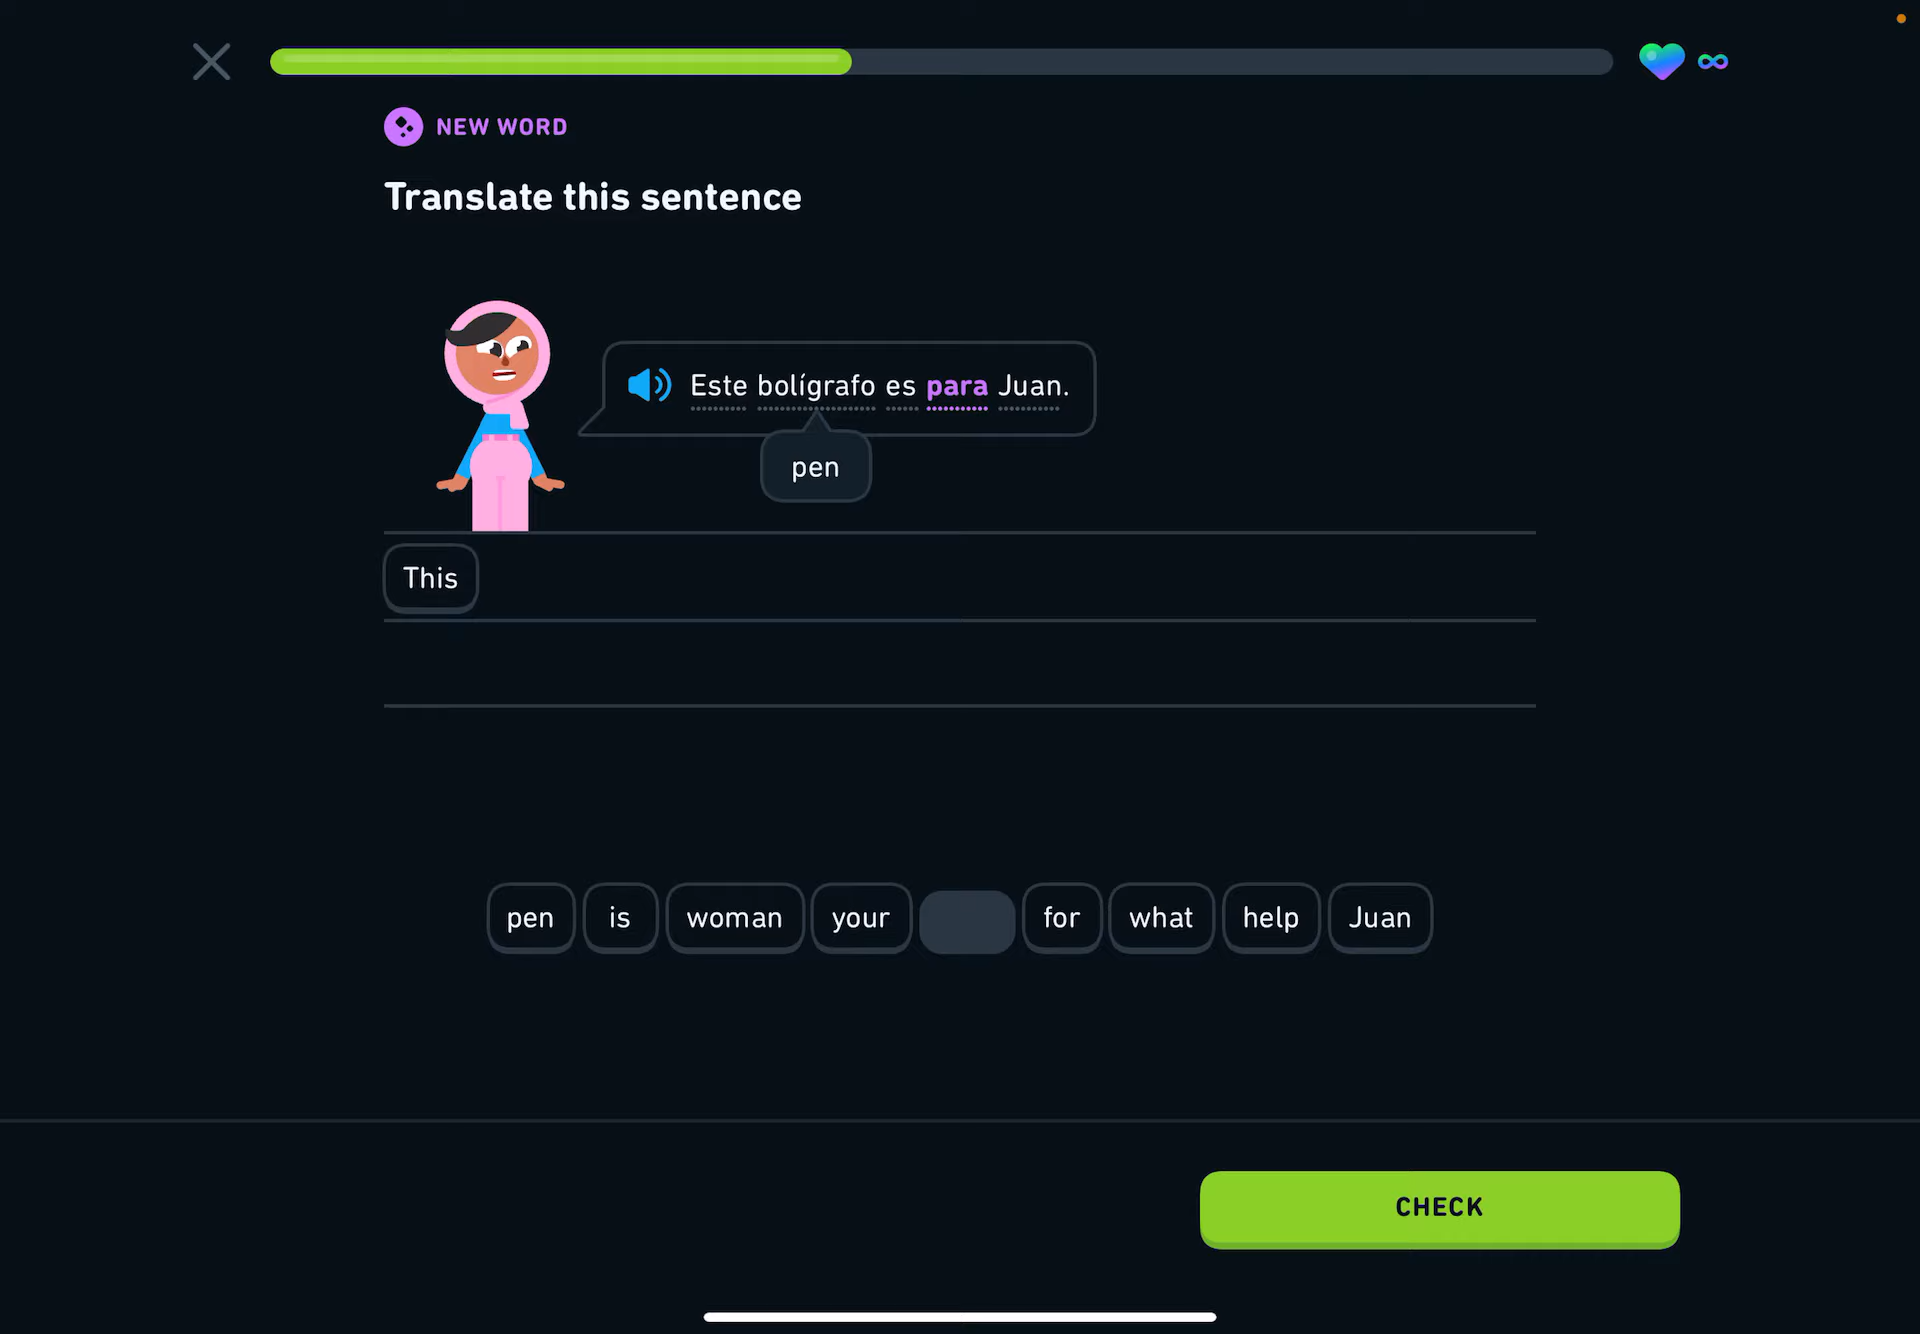 NEW WORD
Translate this sentence
Este bolígrafo es para Juan.
pen
This
pen is woman your for what help Juan
CHECK